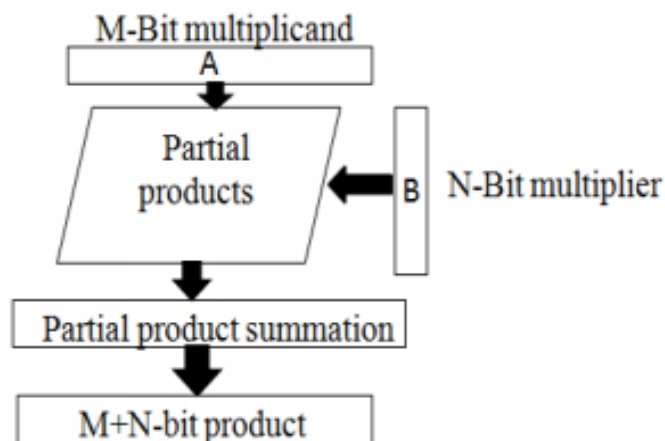 M-Bit multiplicand
A
Partial
products
B
N-Bit multiplier
Partial product summation
M+N-bit product